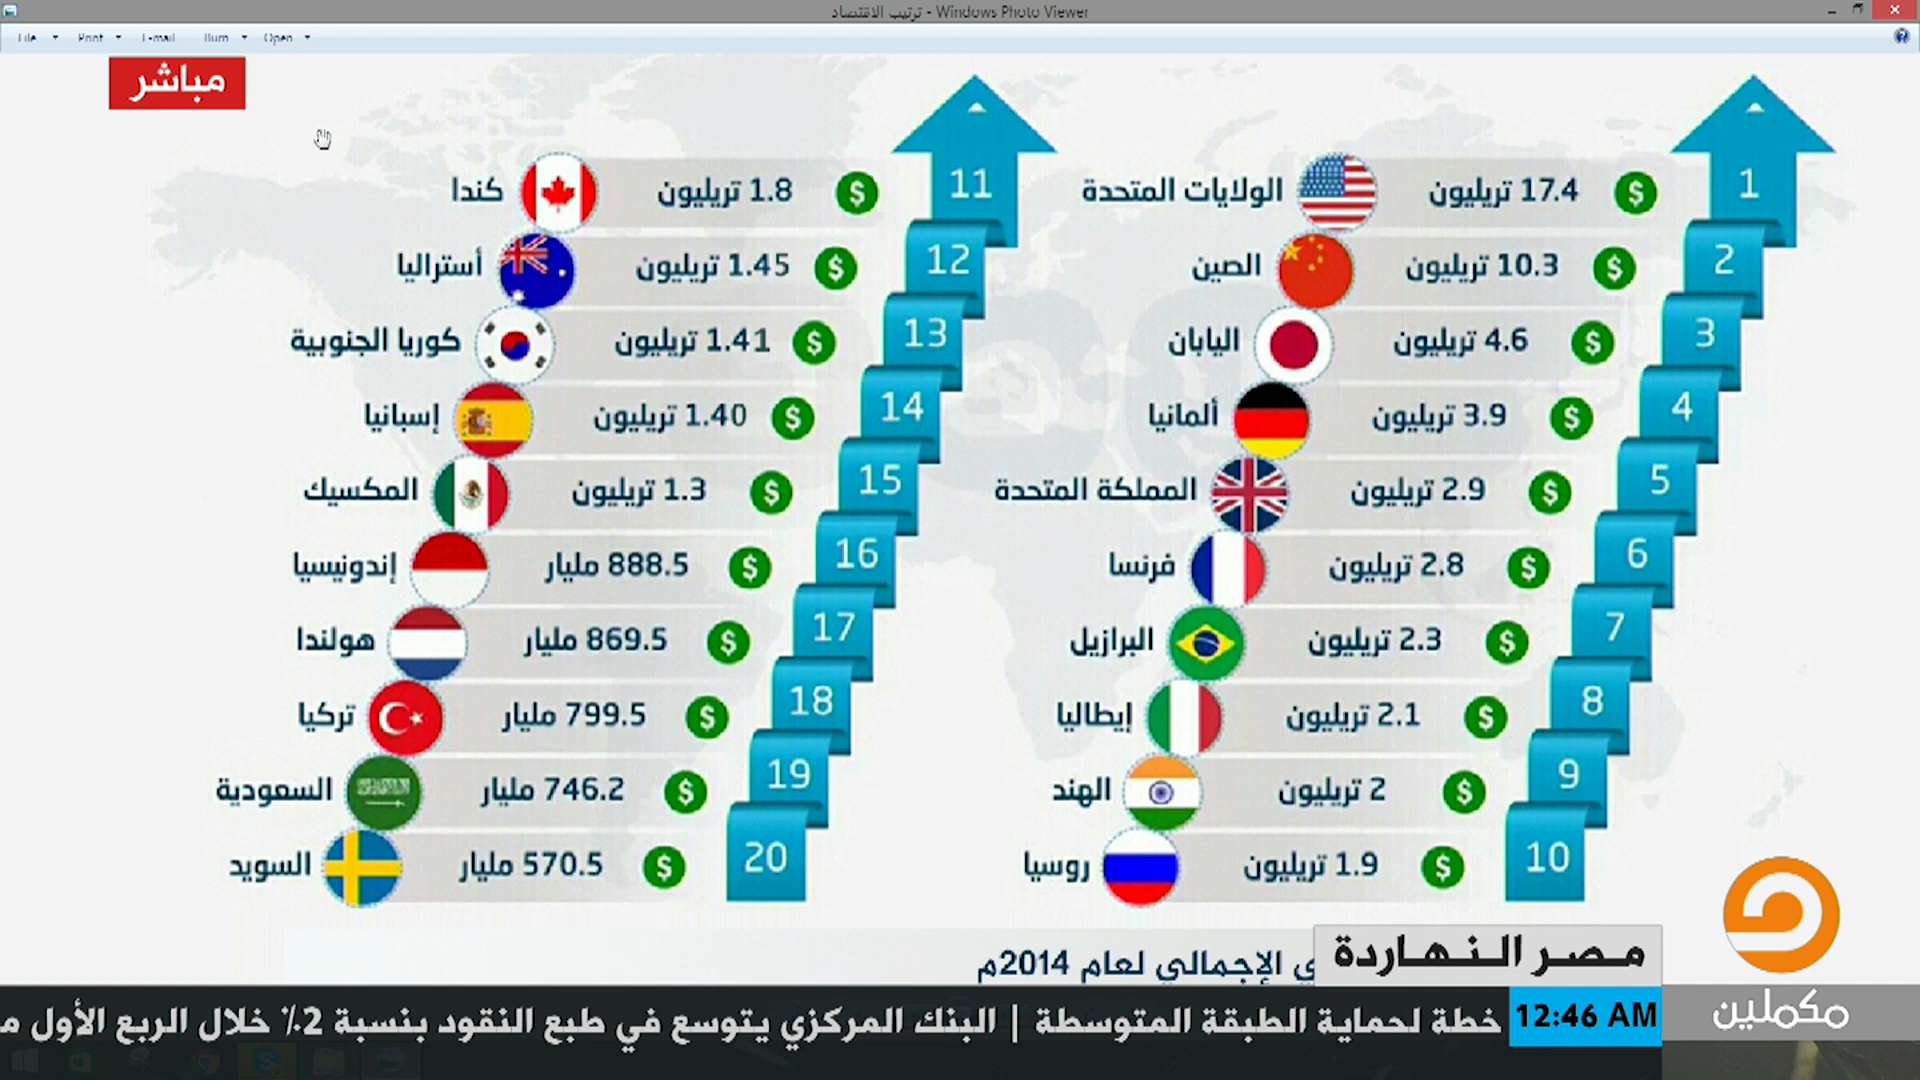 ترتيب الاقتصاد - Windows Photo Viewer
File Print E-mail Burn Open
مباشر
1 $ 17.4 تريليون الولايات المتحدة
2 $ 10.3 تريليون الصين
3 $ 4.6 تريليون اليابان
4 $ 3.9 تريليون ألمانيا
5 $ 2.9 تريليون المملكة المتحدة
6 $ 2.8 تريليون فرنسا
7 $ 2.3 تريليون البرازيل
8 $ 2.1 تريليون إيطاليا
9 $ 2 تريليون الهند
10 $ 1.9 تريليون روسيا
11 $ 1.8 تريليون كندا
12 $ 1.45 تريليون أستراليا
13 $ 1.41 تريليون كوريا الجنوبية
14 $ 1.40 تريليون إسبانيا
15 $ 1.3 تريليون المكسيك
16 $ 888.5 مليار إندونيسيا
17 $ 869.5 مليار هولندا
18 $ 799.5 مليار تركيا
19 $ 746.2 مليار السعودية
20 $ 570.5 مليار السويد
الإجمالي لعام 2014م
مصر النهاردة
12:46 AM
خطة لحماية الطبقة المتوسطة | البنك المركزي يتوسع في طبع النقود بنسبة 2٪ خلال الربع الأول
مكملين